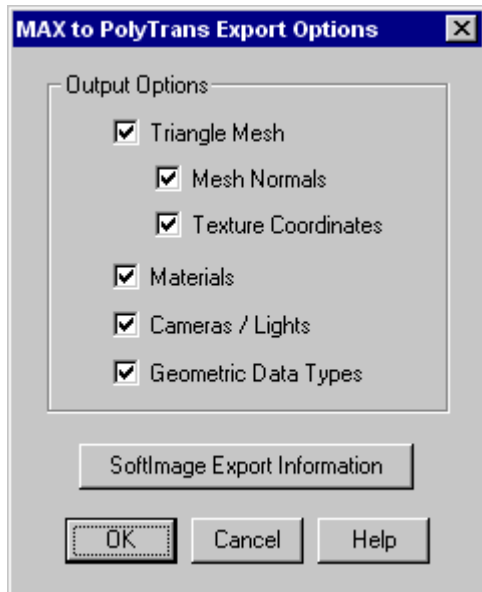 MAX to PolyTrans Export Options
Output Options
Triangle Mesh
Mesh Normals
Texture Coordinates
Materials
Cameras / Lights
Geometric Data Types
SoftImage Export Information
OK Cancel Help